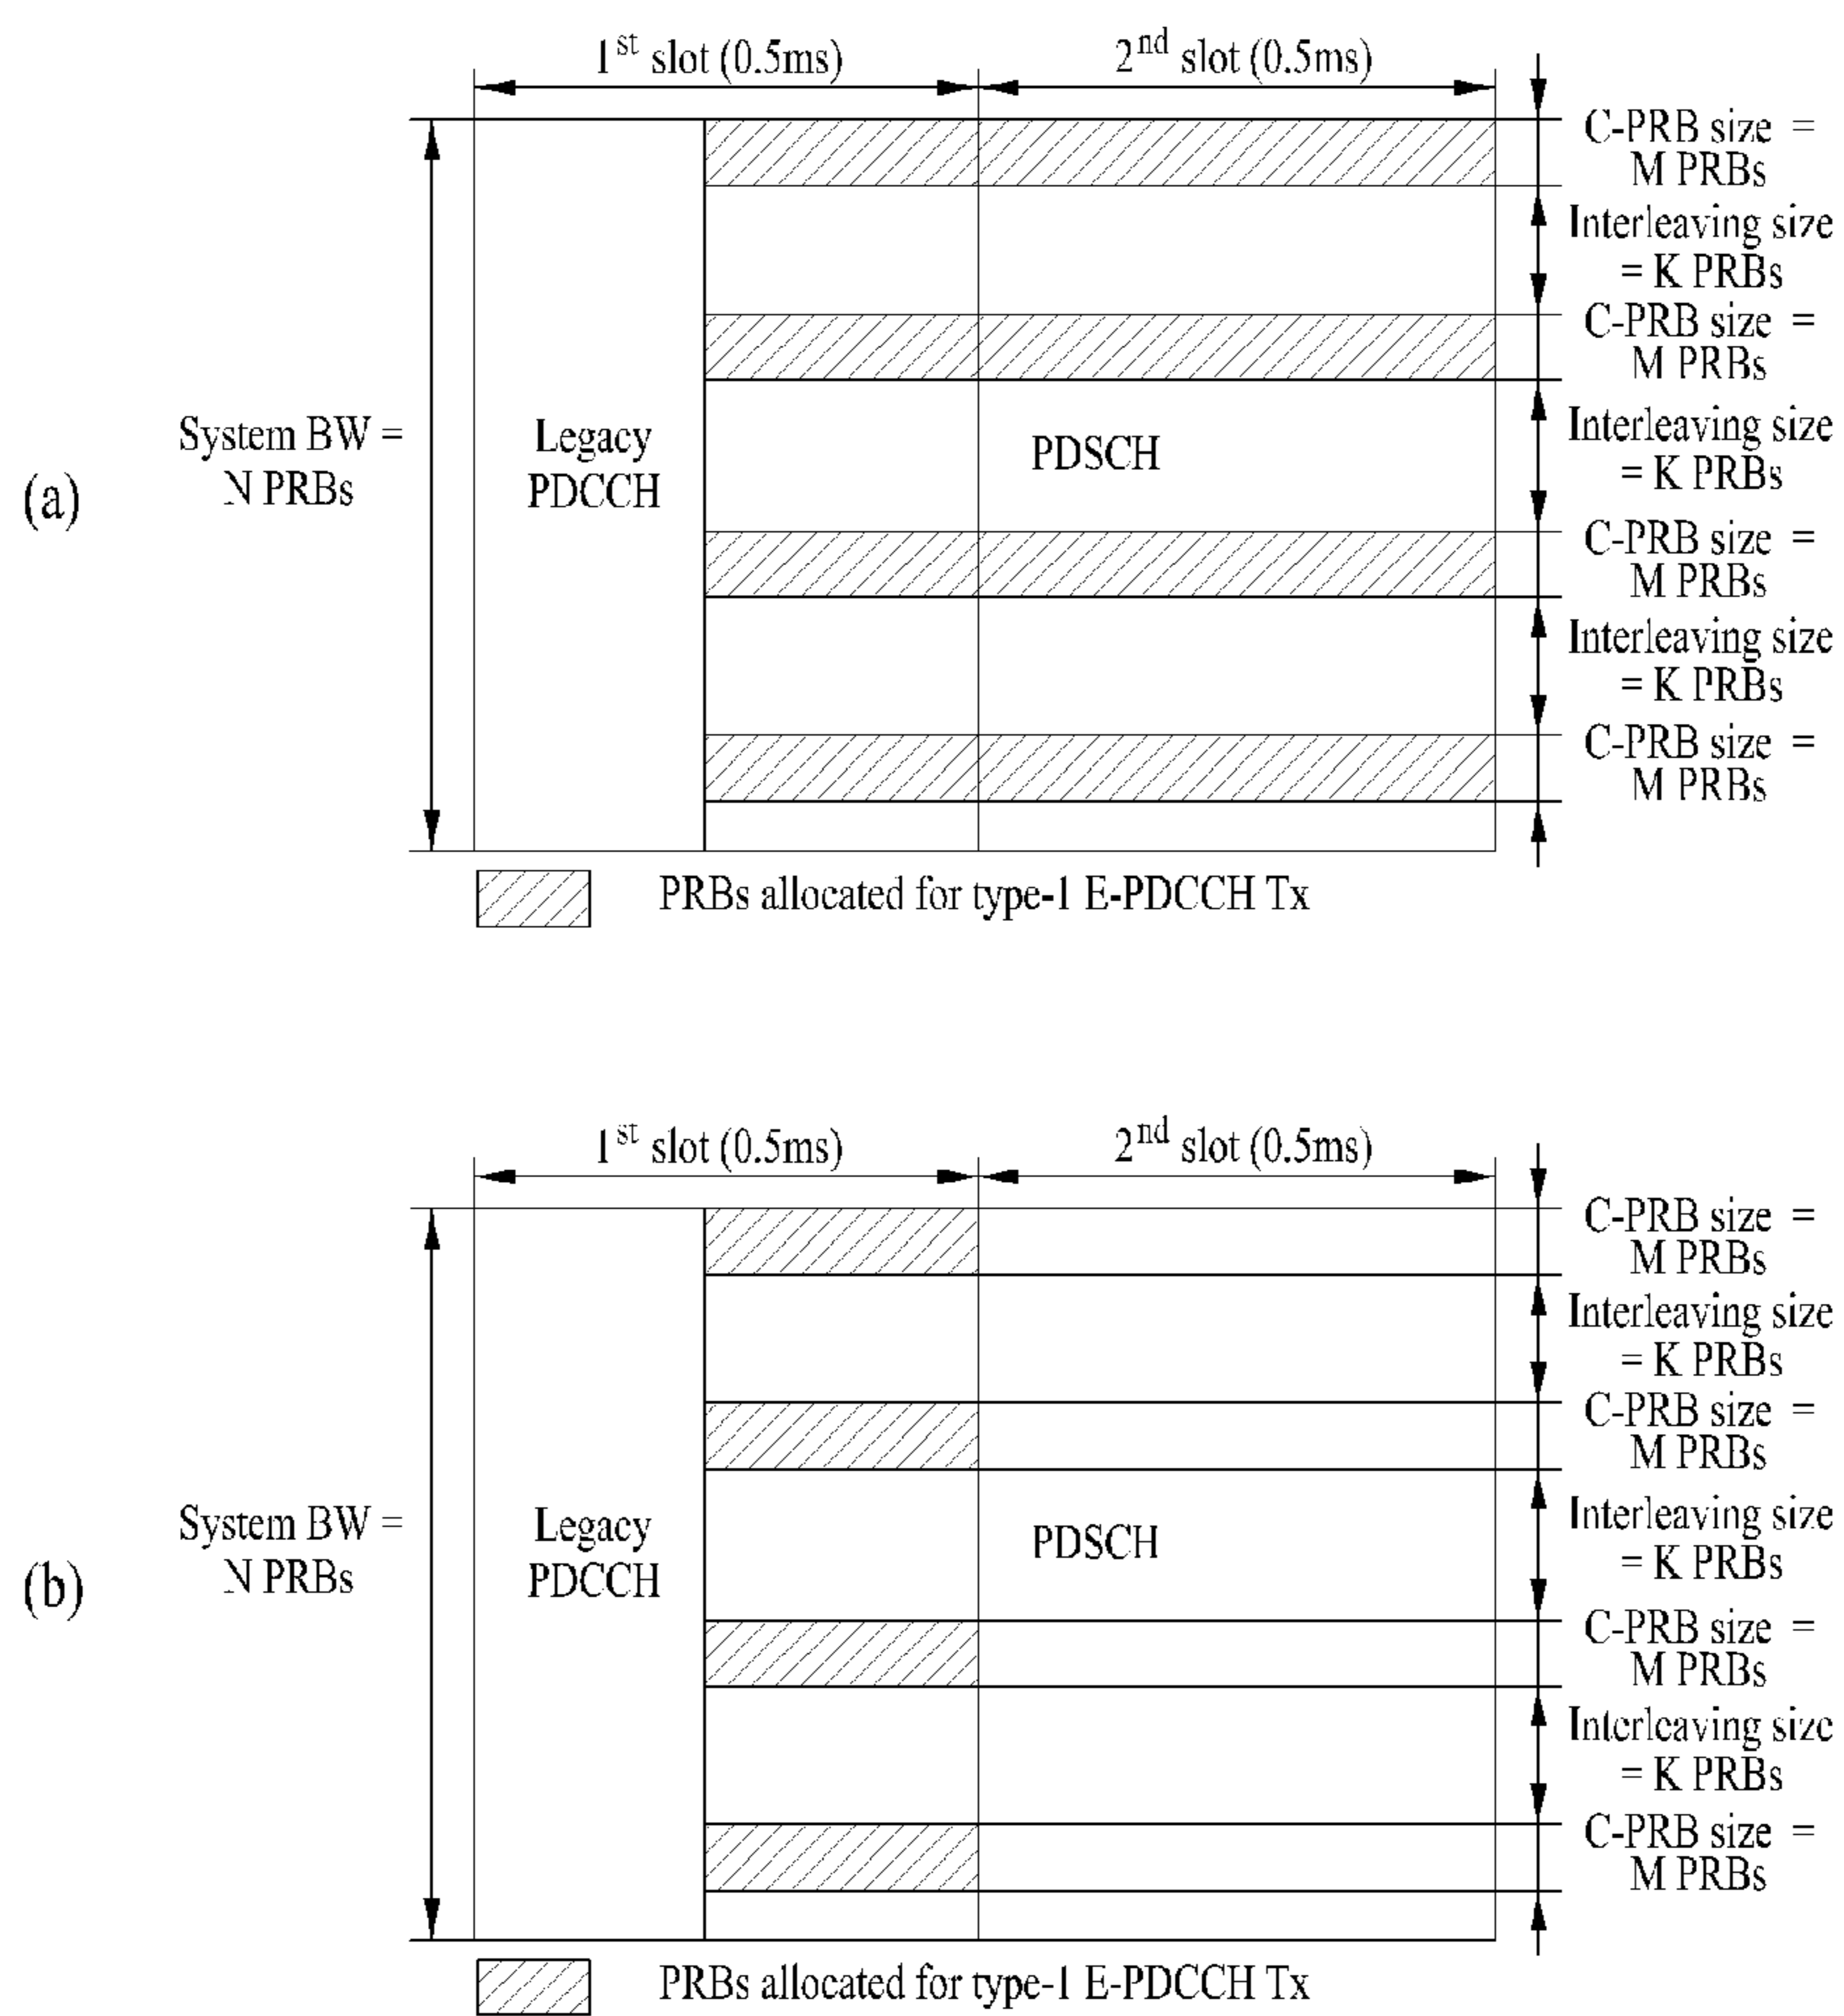 1st slot (0.5ms)
2nd slot (0.5ms)
C-PRB size =
M PRBs
Interleaving size
= K PRBs
C-PRB size =
M PRBs
System BW =
N PRBs
Legacy
PDCCH
PDSCH
Interleaving size
= K PRBs
(a)
C-PRB size =
M PRBs
Interleaving size
= K PRBs
C-PRB size =
M PRBs
PRBs allocated for type-1 E-PDCCH Tx
1st slot (0.5ms)
2nd slot (0.5ms)
C-PRB size =
M PRBs
Interleaving size
= K PRBs
C-PRB size =
M PRBs
System BW =
N PRBs
Legacy
PDCCH
PDSCH
Interleaving size
= K PRBs
(b)
C-PRB size =
M PRBs
Interleaving size
= K PRBs
C-PRB size =
M PRBs
PRBs allocated for type-1 E-PDCCH Tx